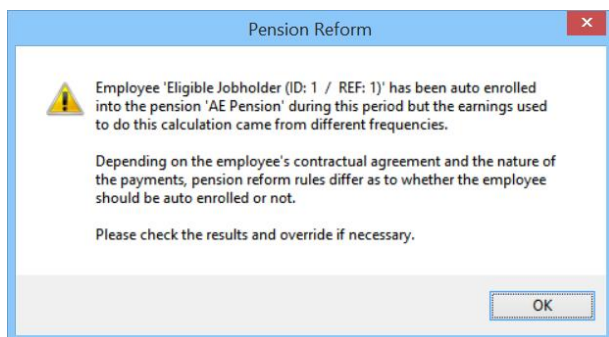 Pension Reform
Employee 'Eligible Jobholder (ID: 1 / REF: 1)' has been auto enrolled
into the pension 'AE Pension' during this period but the earnings used
to do this calculation came from different frequencies.
Depending on the employee's contractual agreement and the nature of
the payments, pension reform rules differ as to whether the employee
should be auto enrolled or not.
Please check the results and override if necessary.
OK